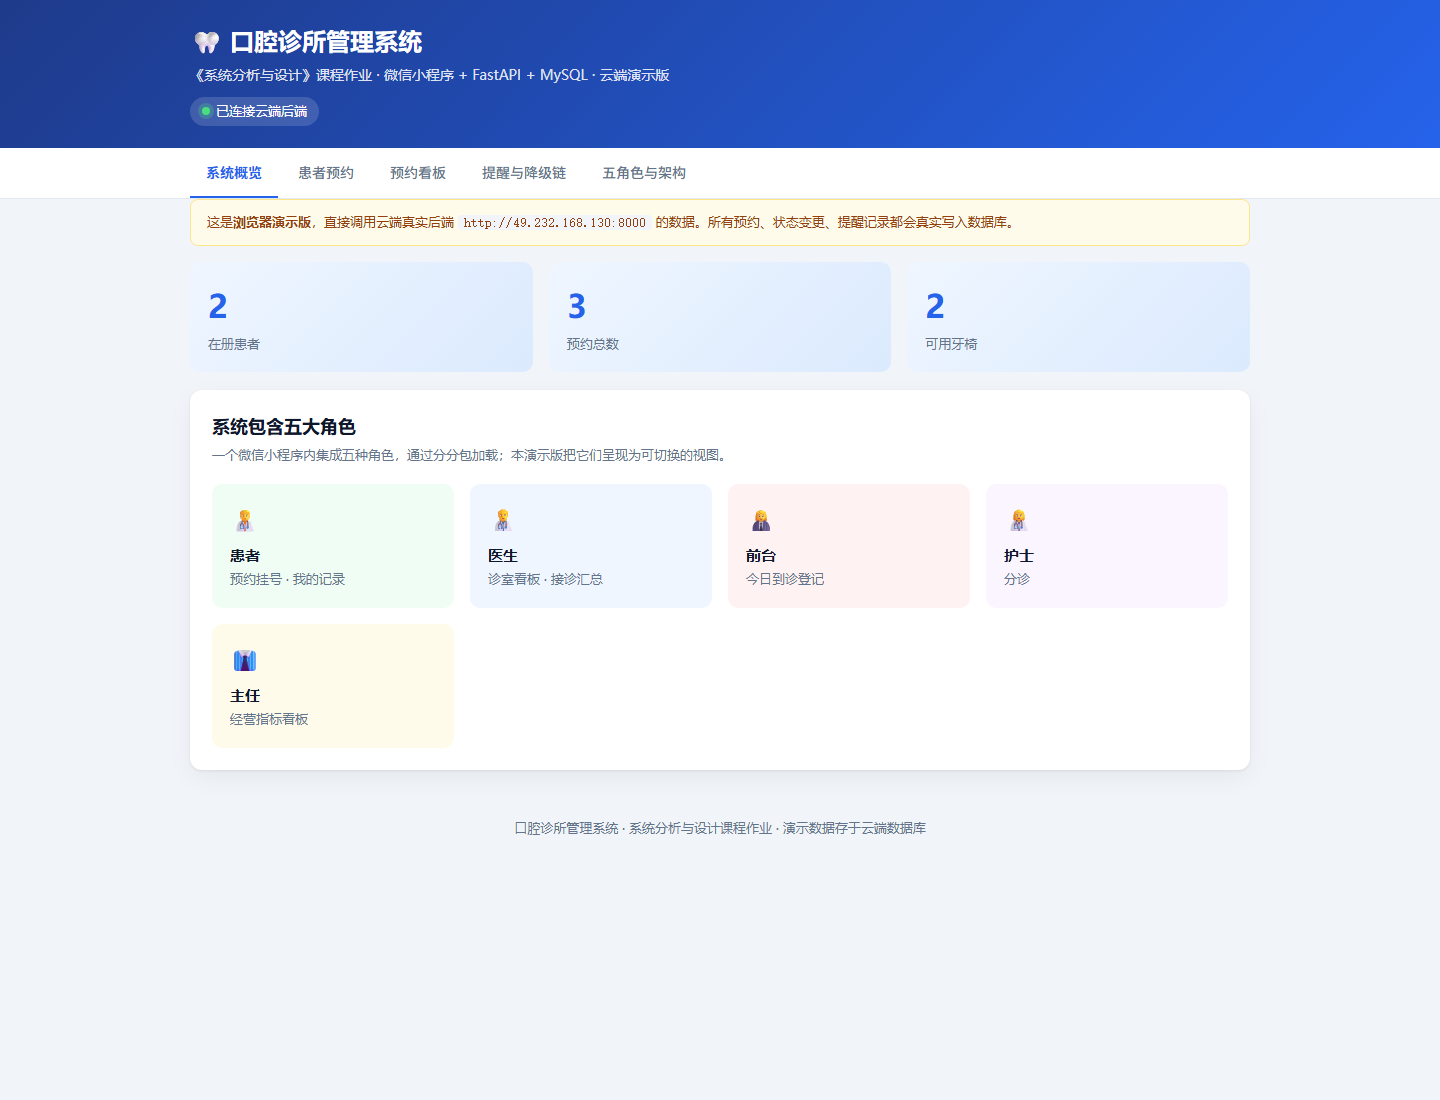 口腔诊所管理系统
《系统分析与设计》课程作业 · 微信小程序 + FastAPI + MySQL · 云端演示版
已连接云端后端
系统概览 患者预约 预约看板 提醒与降级链 五角色与架构
这是浏览器演示版，直接调用云端真实后端 http://49.232.168.130:8000 的数据。所有预约、状态变更、提醒记录都会真实写入数据库。
2 3 2
在册患者 预约总数 可用牙椅
系统包含五大角色
一个微信小程序内集成五种角色，通过分分包加载；本演示版把它们呈现为可切换的视图。
患者 医生 前台 护士
预约挂号 · 我的记录 诊室看板 · 接诊汇总 今日到诊登记 分诊
主任
经营指标看板
口腔诊所管理系统 · 系统分析与设计课程作业 · 演示数据存于云端数据库